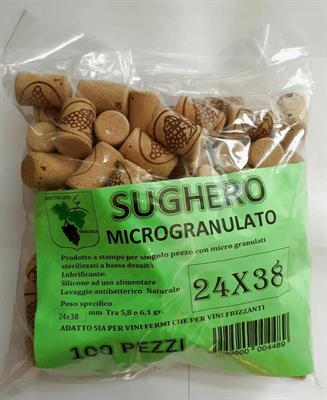 SUGHERO
MICROGRANULATO
Prodotto a stampo per singolo pezzo con micro granulati
sterilizzati a bassa densità
Lubrificante:
Silicone ad uso alimentare
Lavaggio antibatterico Naturale
24X38
Peso specifico
24x38 mm Tra 5,8 e 6,1 gr.
ADATTO SIA PER VINI FERMI CHE PER VINI FRIZZANTI
100 PEZZI
004489